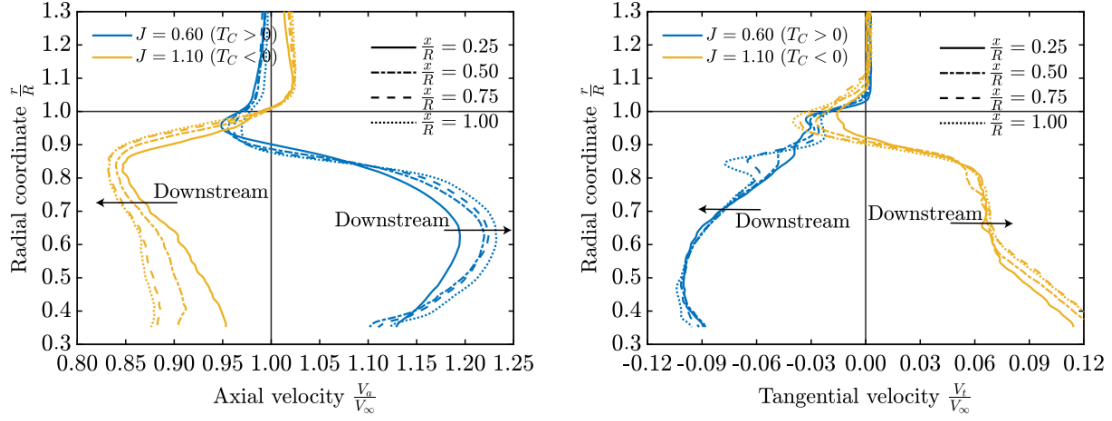 1.3
1.2
1.1
1.0
0.9
0.8
0.7
0.6
0.5
0.4
0.3
Radial coordinate r/R
J = 0.60 (T_C > 0)
J = 1.10 (T_C < 0)
x/R = 0.25
x/R = 0.50
x/R = 0.75
x/R = 1.00
Downstream
Downstream
0.80 0.85 0.90 0.95 1.00 1.05 1.10 1.15 1.20 1.25
Axial velocity V_a/V_∞
1.3
1.2
1.1
1.0
0.9
0.8
0.7
0.6
0.5
0.4
0.3
Radial coordinate r/R
J = 0.60 (T_C > 0)
J = 1.10 (T_C < 0)
x/R = 0.25
x/R = 0.50
x/R = 0.75
x/R = 1.00
Downstream
Downstream
-0.12 -0.09 -0.06 -0.03 0.00 0.03 0.06 0.09 0.12
Tangential velocity V_t/V_∞